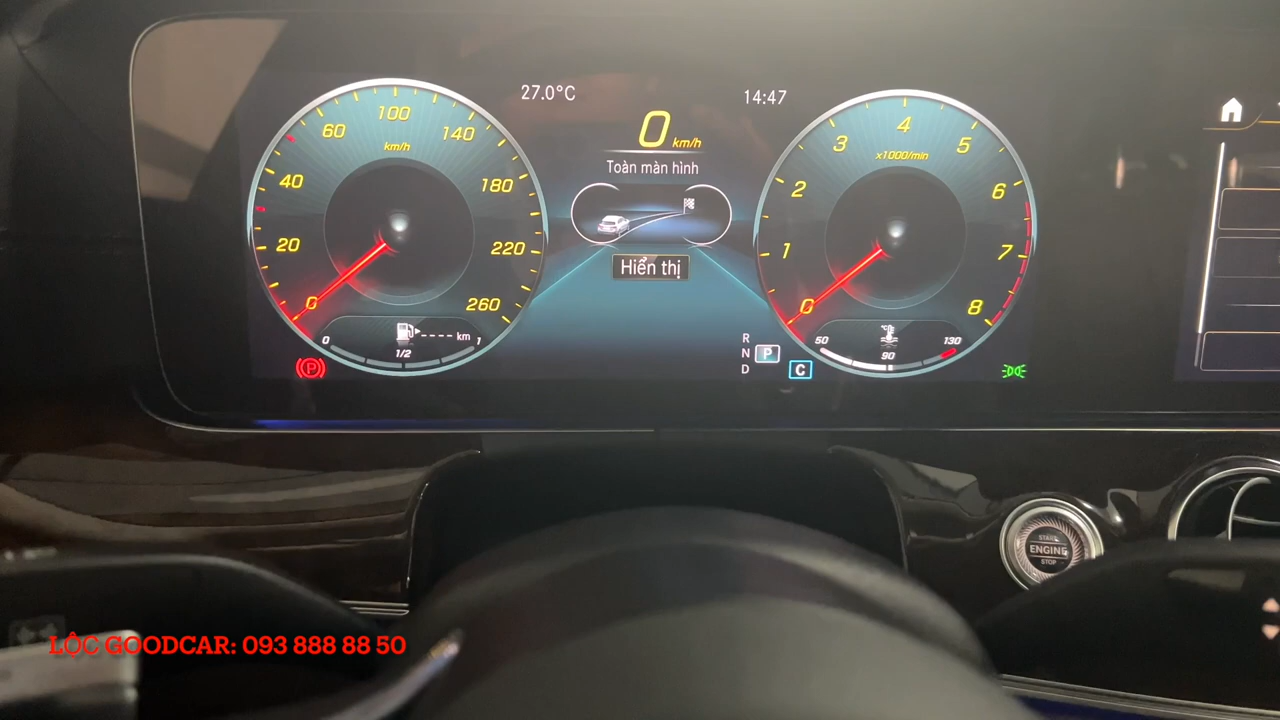 27.0°C
14:47
0 km/h
Toàn màn hình
Hiển thị
0
20
40
60
100
140
180
220
260
km/h
0
1/2
1
---- km
0
1
2
3
4
5
6
7
8
x1000/min
°C
50
90
130
R
N
D
P
C
P
START
ENGINE
STOP
LỘC GOODCAR: 093 888 88 50